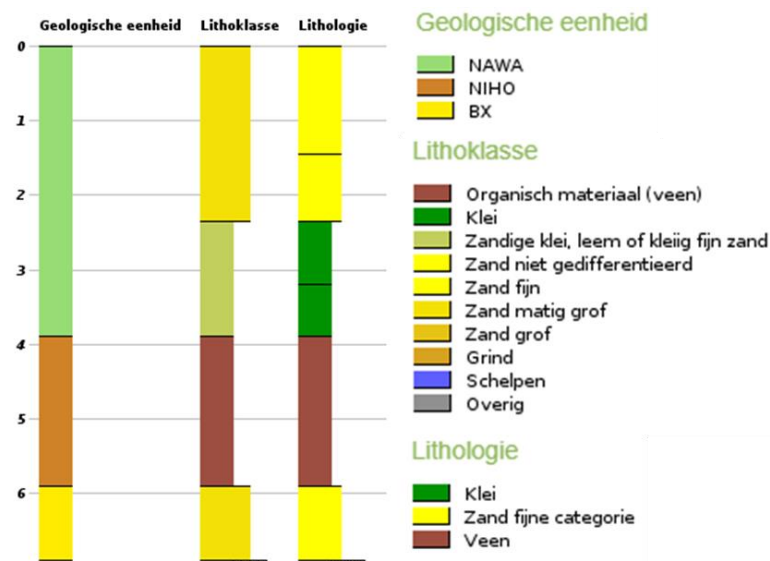 Geologische eenheid Lithoklasse Lithologie
0
1
2
3
4
5
6
Geologische eenheid
NAWA
NIHO
BX
Lithoklasse
Organisch materiaal (veen)
Klei
Zandige klei, leem of kleiig fijn zand
Zand niet gedifferentieerd
Zand fijn
Zand matig grof
Zand grof
Grind
Schelpen
Overig
Lithologie
Klei
Zand fijne categorie
Veen